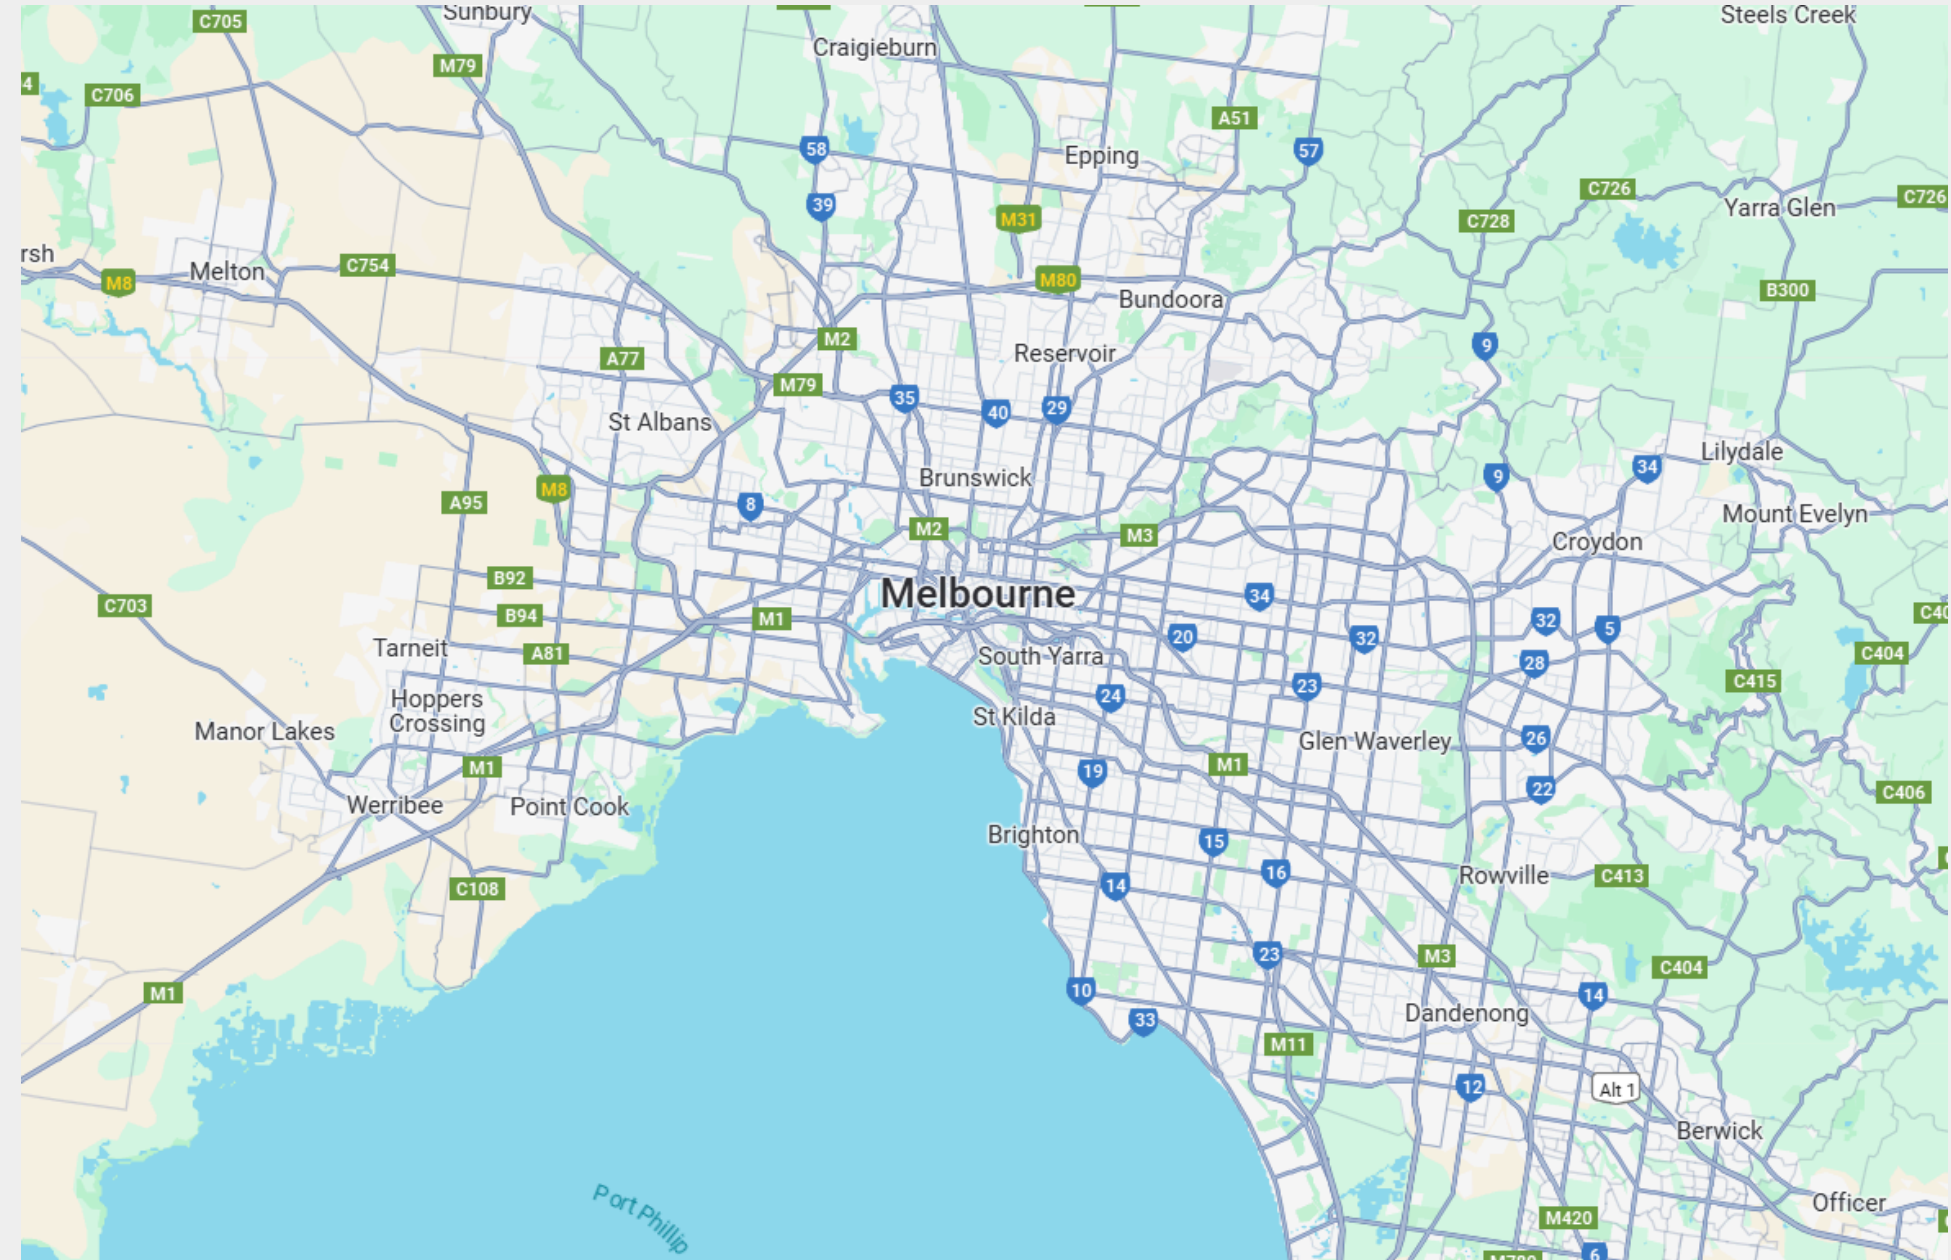 Sunbury
C705
Steels Creek
Craigieburn
M79
4
C706
A51
58
57
Epping
C726
C726
39
Yarra Glen
M31
C728
rsh
C754
Melton
M8
M80
B300
Bundoora
M2
9
Reservoir
A77
M79
35
40
29
St Albans
Lilydale
34
Brunswick
9
M8
A95
8
Mount Evelyn
M2
M3
Croydon
B92
Melbourne
34
C703
B94
M1
32
5
C40
20
32
Tarneit
A81
South Yarra
28
C404
C415
23
24
Hoppers
Crossing
St Kilda
Manor Lakes
Glen Waverley
26
M1
M1
19
22
C406
Werribee
Point Cook
Brighton
15
16
Rowville
C413
14
C108
23
M3
C404
10
M1
14
Dandenong
33
M11
12
Alt 1
Berwick
Officer
Port Phillip
M420
6